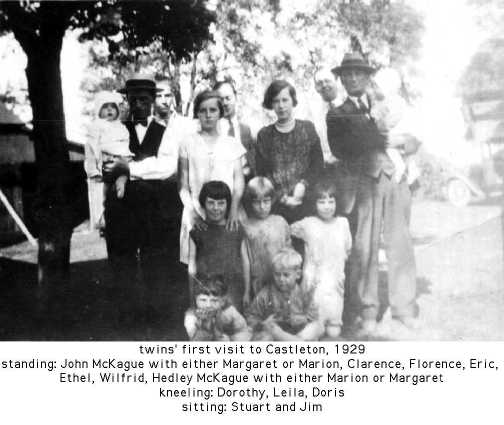 twins' first visit to Castleton, 1929
standing: John McKague with either Margaret or Marion, Clarence, Florence, Eric,
Ethel, Wilfrid, Hedley McKague with either Marion or Margaret
kneeling: Dorothy, Leila, Doris
sitting: Stuart and Jim